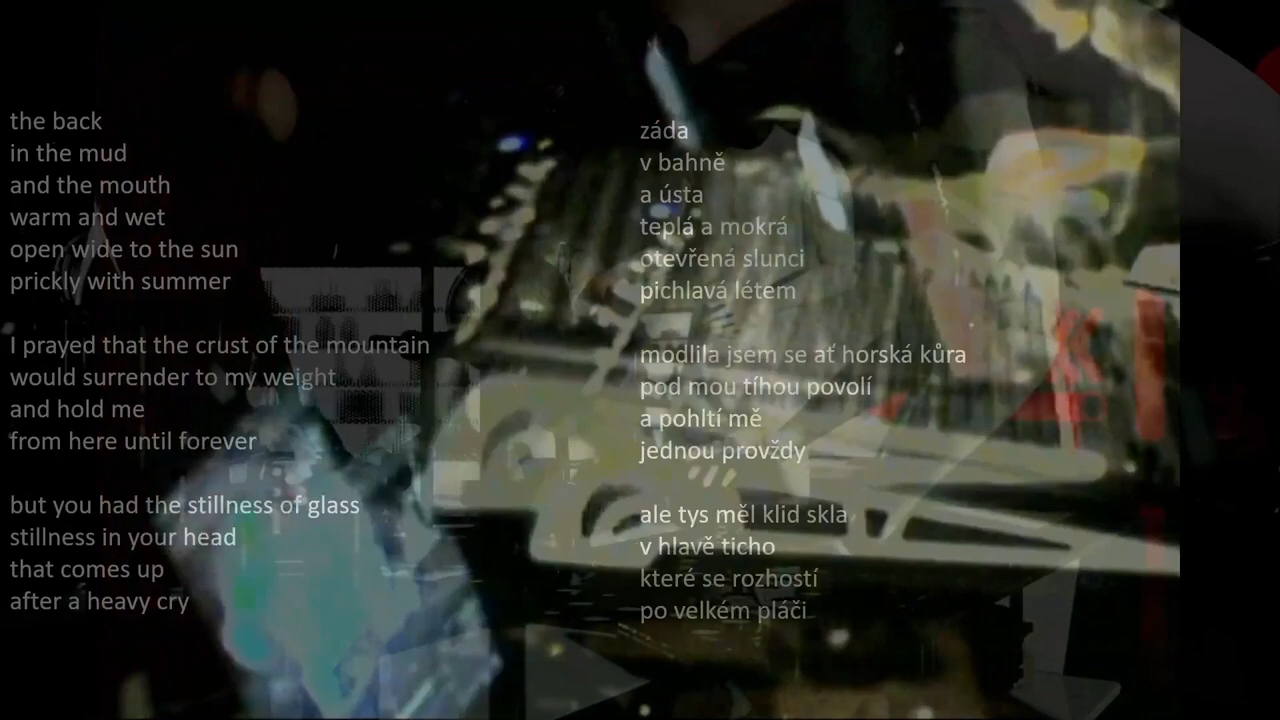 the back
in the mud
and the mouth
warm and wet
open wide to the sun
prickly with summer

I prayed that the crust of the mountain
would surrender to my weight
and hold me
from here until forever

but you had the stillness of glass
stillness in your head
that comes up
after a heavy cry

záda
v bahně
a ústa
teplá a mokrá
otevřená slunci
pichlavá létem

modlila jsem se ať horská kůra
pod mou tíhou povolí
a pohltí mě
jednou provždy

ale tys měl klid skla
v hlavě ticho
které se rozhostí
po velkém pláči